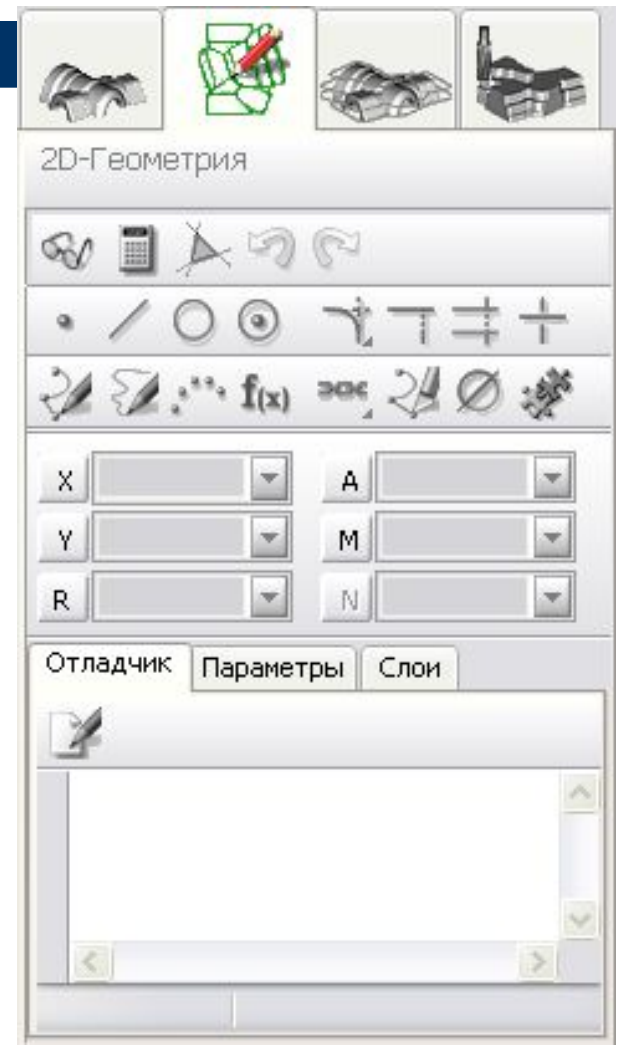 2D-Геометрия
f(x)
X A
Y M
R N
Отладчик Параметры Слои